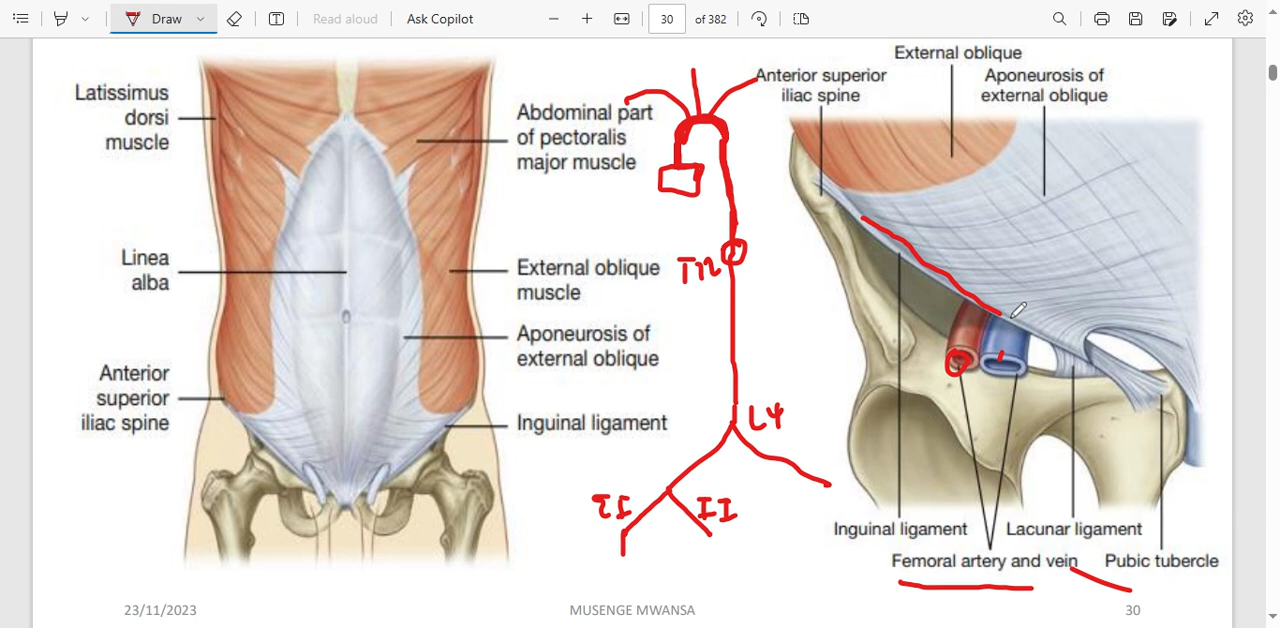 Draw
Read aloud
Ask Copilot
30
of 382
Latissimus
dorsi
muscle
Linea
alba
Anterior
superior
iliac spine
Abdominal part
of pectoralis
major muscle
External oblique
muscle
Aponeurosis of
external oblique
Inguinal ligament
T12
L4
EI
II
External oblique
Anterior superior
iliac spine
Aponeurosis of
external oblique
Inguinal ligament
Lacunar ligament
Femoral artery and vein
Pubic tubercle
23/11/2023
MUSENGE MWANSA
30